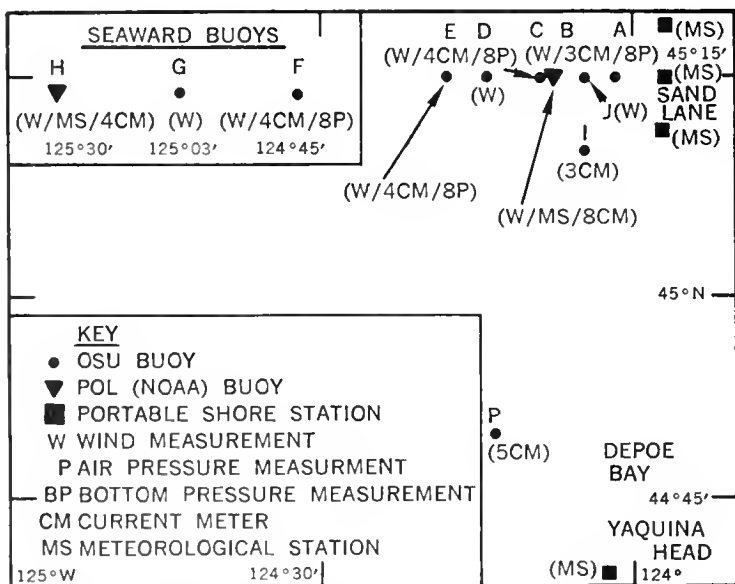 SEAWARD BUOYS
H G F
(W/MS/4CM) (W) (W/4CM/8P)
125°30' 125°03' 124°45'
E D C B A (MS)
(W/4CM/8P) (W/3CM/8P) 45°15'
(W) (MS)
SAND
LANE
J(W)
(MS)
I
(3CM)
(W/4CM/8P) (W/MS/8CM)
45°N
KEY
OSU BUOY
POL (NOAA) BUOY
PORTABLE SHORE STATION
W WIND MEASUREMENT
P AIR PRESSURE MEASURMENT
BP BOTTOM PRESSURE MEASUREMENT
CM CURRENT METER
MS METEOROLOGICAL STATION
P
(5CM)
DEPOE
BAY
44°45'
YAQUINA
HEAD
(MS)
125°W 124°30' 124°